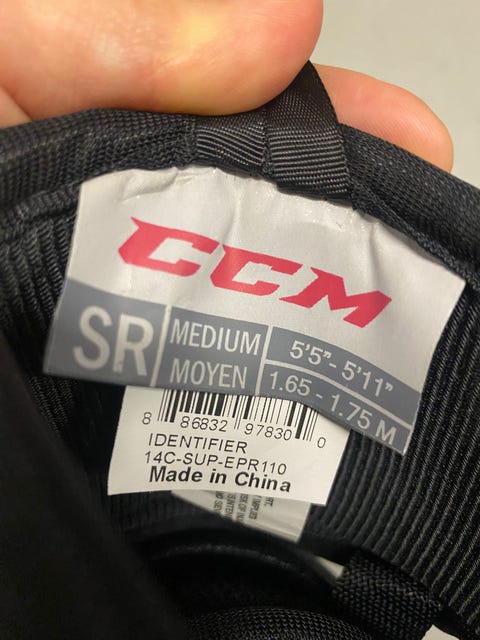 CCM
SR
MEDIUM
MOYEN
5'5" - 5'11"
1.65 - 1.75 M
8 86832 97830 0
IDENTIFIER
14C-SUP-EPR110
Made in China